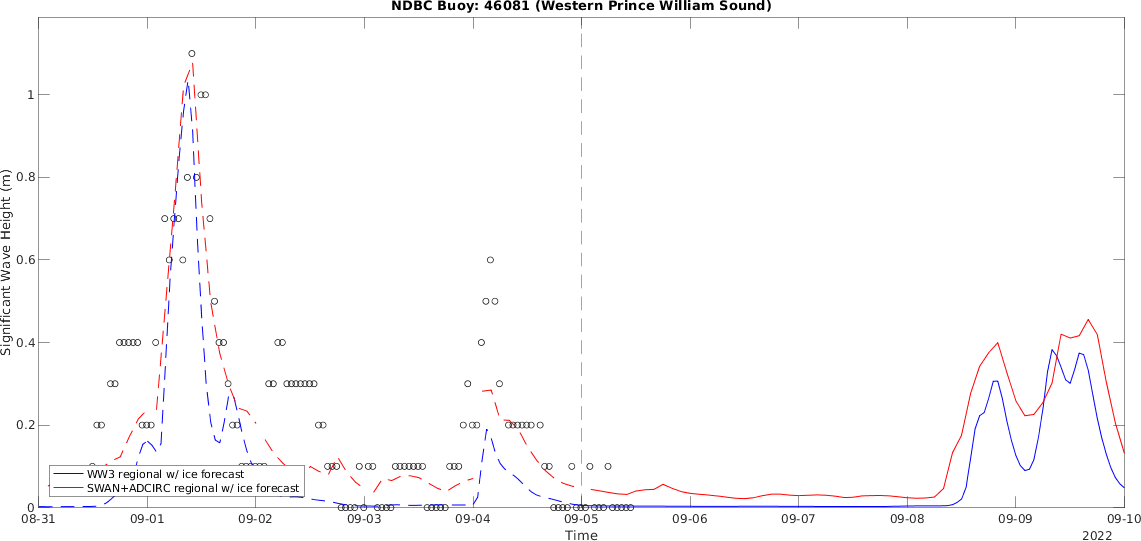 NDBC Buoy: 46081 (Western Prince William Sound)
Significant Wave Height (m)
1
0.8
0.6
0.4
0.2
0
WW3 regional w/ ice forecast
SWAN+ADCIRC regional w/ ice forecast
08-31 09-01 09-02 09-03 09-04 09-05 09-06 09-07 09-08 09-09 09-10
Time
2022